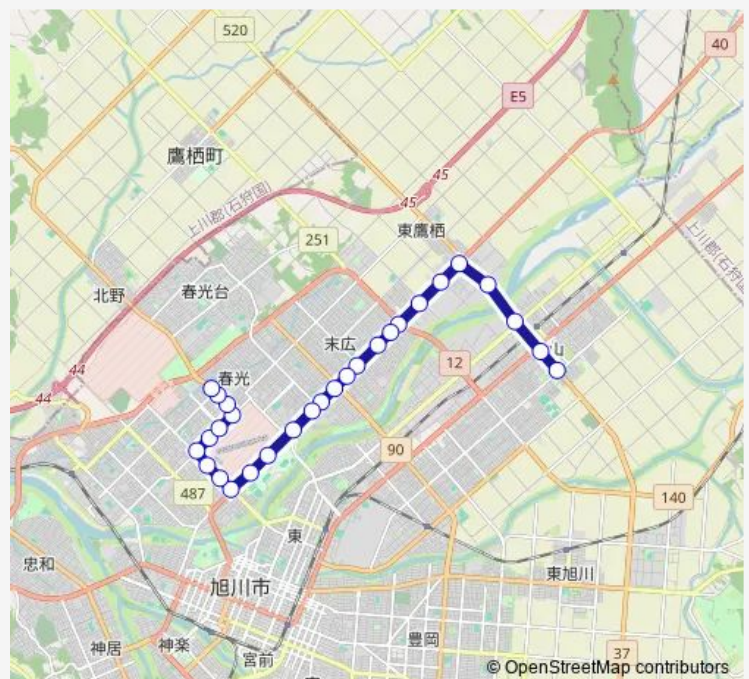 520
40
E5
鷹栖町
45
上川郡(石狩国)
45
東鷹栖
251
上川郡(石狩国)
北野
春光台
末広
12
44
春光
44
90
487
140
東
忠和
東旭川
旭川市
豊岡
神居
神楽
宮前
37
© OpenStreetMap contributors